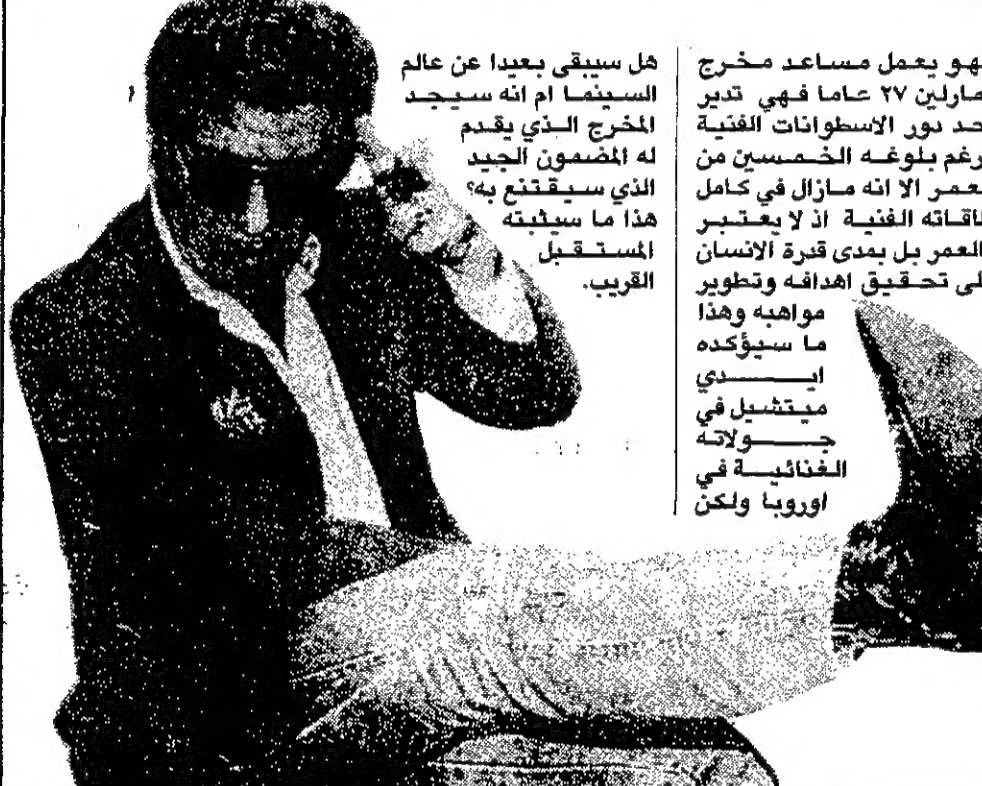 فهو يعمل مساعد مخرج
مارلين ٢٧ عاما فهي تدير
احد دور الاسطوانات الفنية
رغم بلوغه الخمسين من
العمر الا انه مازال في كامل
طاقاته الفنية اذ لا يعتبر
العمر بل بمدى قدرة الانسان
على تحقيق اهدافه وتطوير
مواهبه وهذا
ما سيؤكده
ايدي
ميتشيل في
جولاته
الغنائية في
اوروبا ولكن
هل سيبقى بعيدا عن عالم
السينما ام انه سيجد
المخرج الذي يقدم
له المضمون الجيد
الذي سيقتنع به؟
هذا ما سيثبته
المستقبل
القريب.